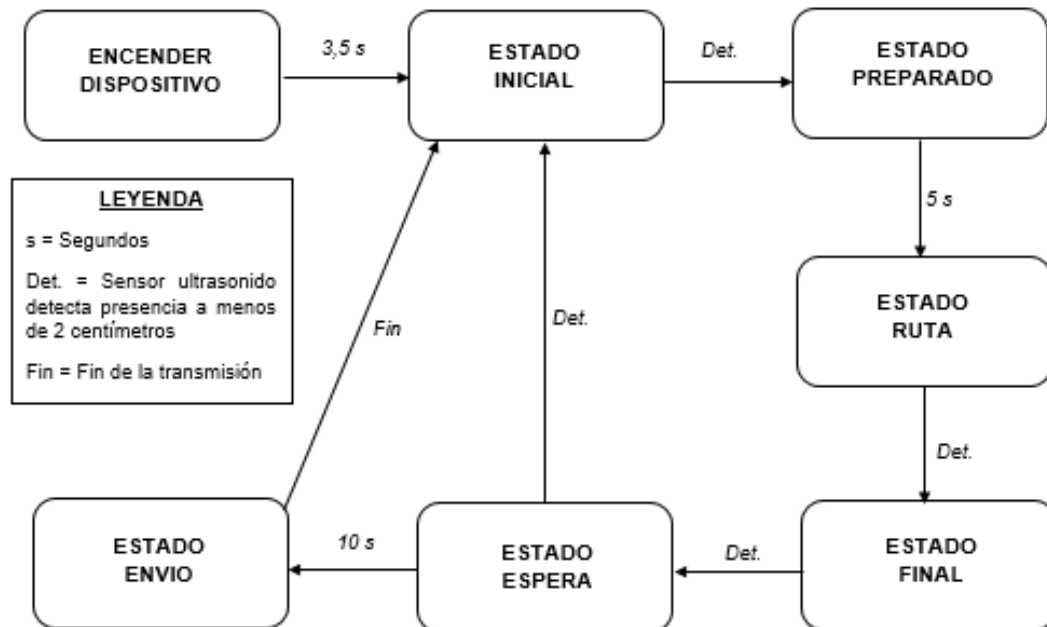 ENCENDER
DISPOSITIVO
3,5 s
ESTADO
INICIAL
Det.
ESTADO
PREPARADO
LEYENDA
s = Segundos
Det. = Sensor ultrasonido
detecta presencia a menos
de 2 centímetros
Fin = Fin de la transmisión
5 s
ESTADO
RUTA
Fin
Det.
Det.
ESTADO
ENVIO
10 s
ESTADO
ESPERA
Det.
ESTADO
FINAL